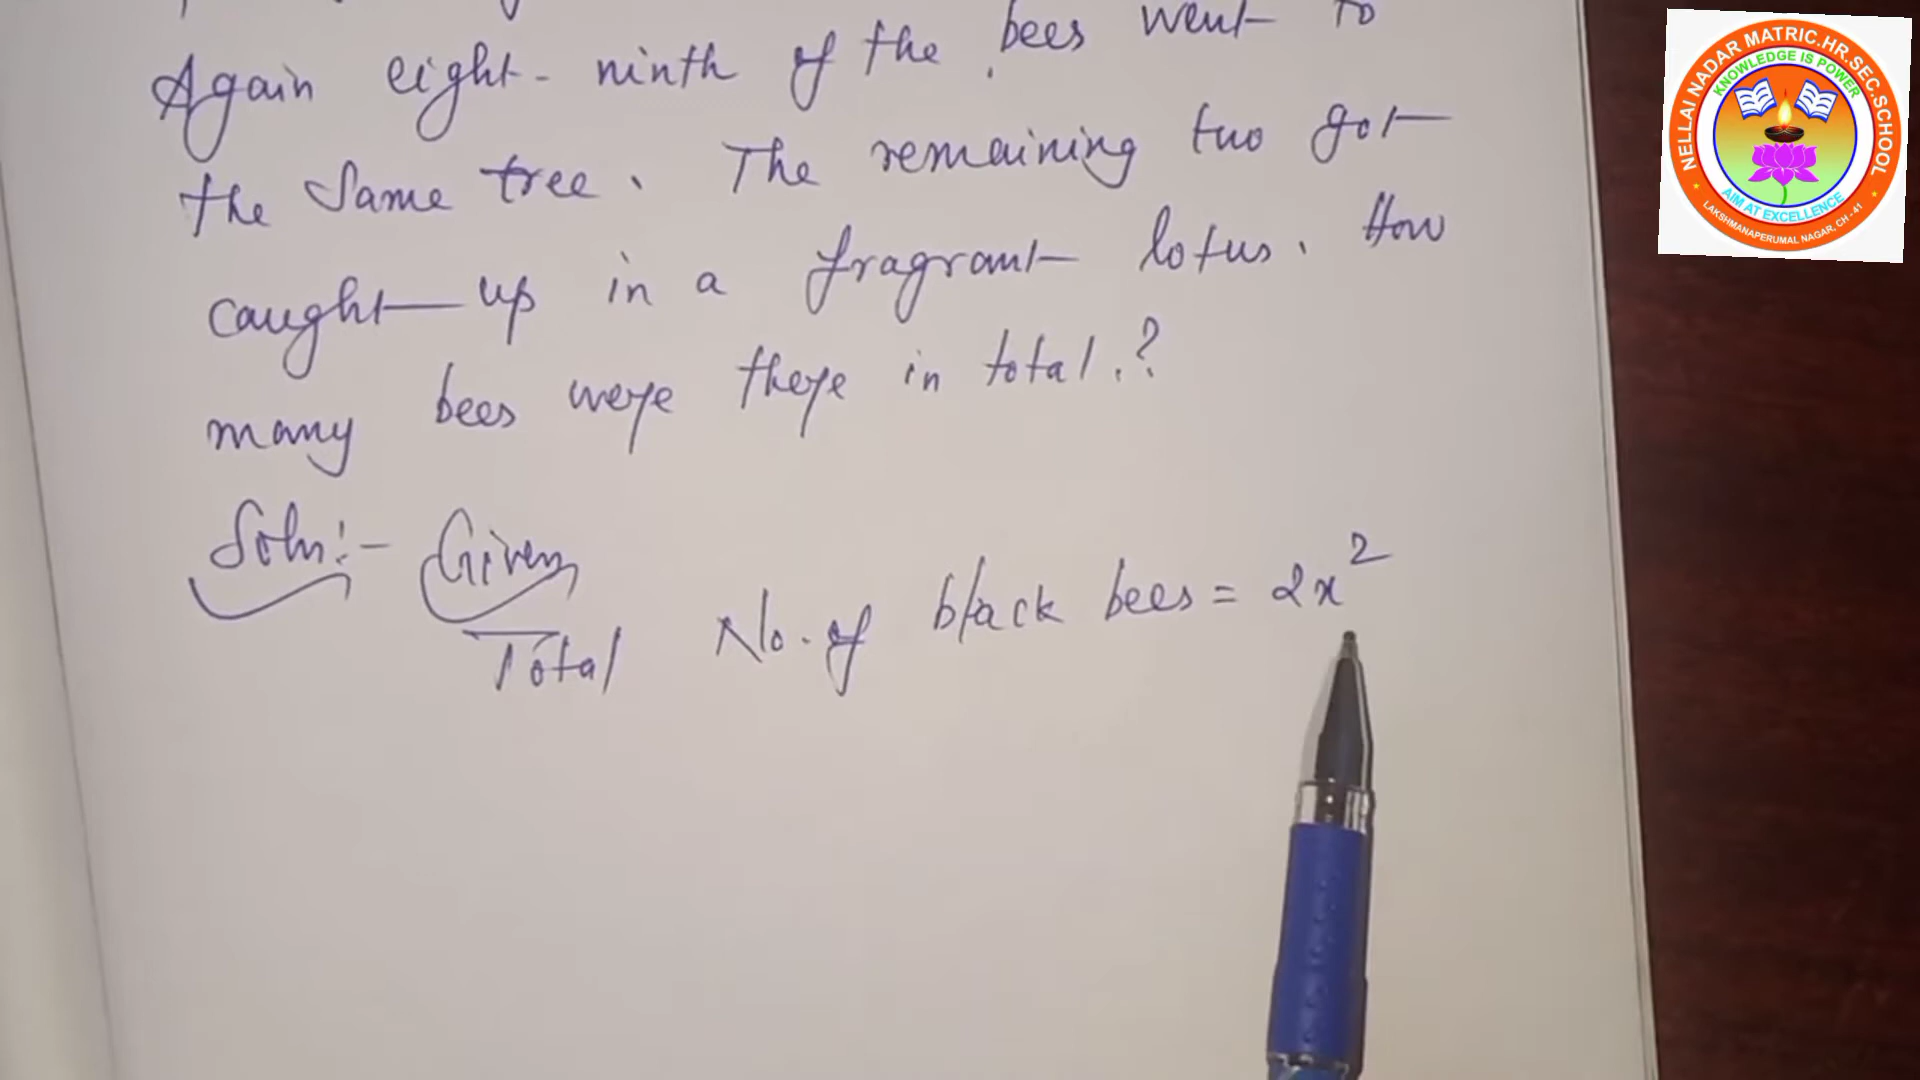 Again eight-ninth of the bees went to
the same tree. The remaining two got
caught up in a fragrant lotus. How
many bees were there in total.?
Soln:- Given
Total No. of black bees = 2x²
NELLAI NADAR MATRIC.HR.SEC.SCHOOL
KNOWLEDGE IS POWER
AIM AT EXCELLENCE
LAKSHMANAPERUMAL NAGAR, CH - 41